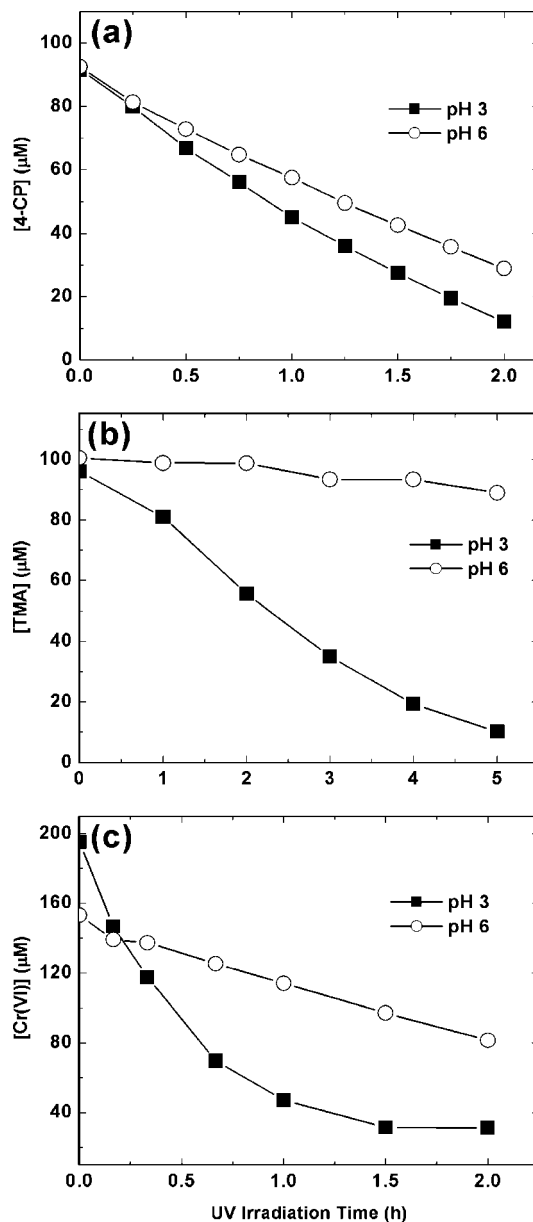 (a)
100
80
60
40
20
0
[4-CP] (μM)
pH 3
pH 6
0.0 0.5 1.0 1.5 2.0
(b)
100
80
60
40
20
0
[TMA] (μM)
pH 3
pH 6
0 1 2 3 4 5
(c)
200
160
120
80
40
[Cr(VI)] (μM)
pH 3
pH 6
0.0 0.5 1.0 1.5 2.0
UV Irradiation Time (h)